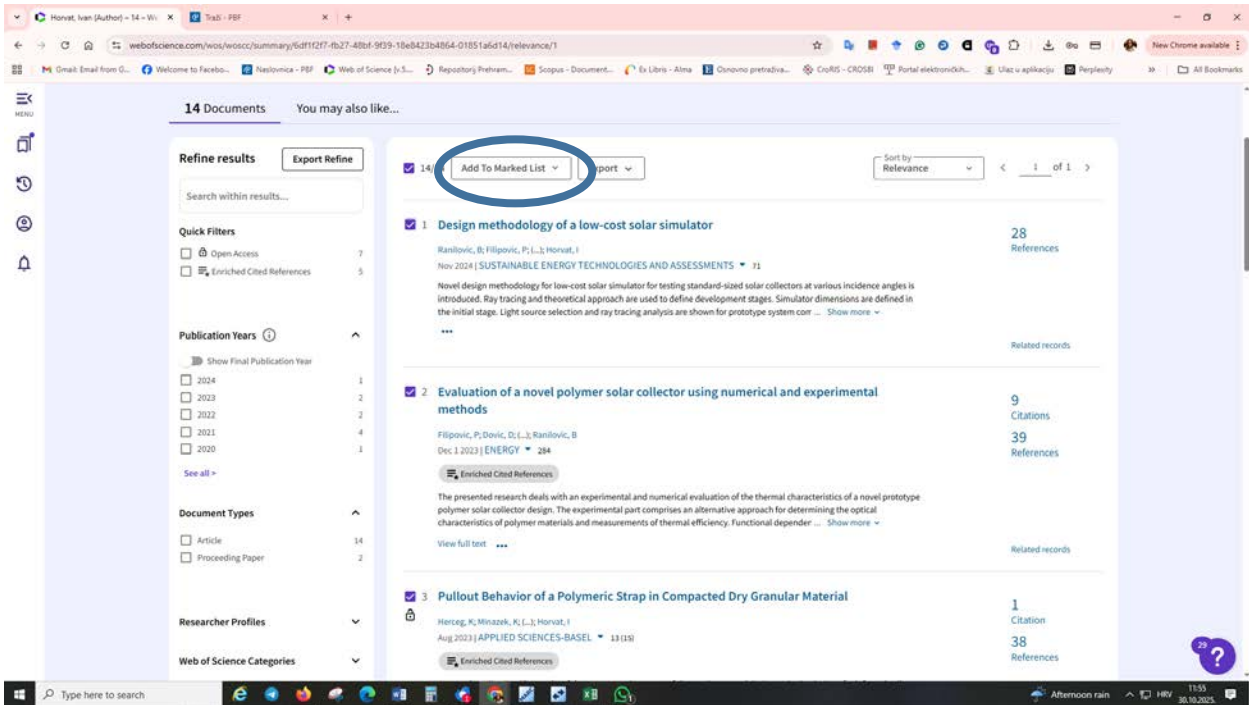 Horvat, Ivan (Author) – 14 – W
Traži - PBF
webofscience.com/wos/woscc/summary/6df1f2f7-fb27-48bf-9f39-18e8423b4864-01851a6d14/relevance/1
New Chrome available
Gmail: Email from G...
Welcome to Facebo...
Naslovnica - PBF
Web of Science [v.5....
Repozitorij Prehram...
Scopus - Document...
Ex Libris - Alma
Osnovno pretraživa...
CroRIS - CROSBI
Portal elektroničkih...
Ulaz u aplikaciju
Perplexity
All Bookmarks
MENU
14 Documents
You may also like...
Refine results
Export Refine
Search within results...
Quick Filters
Open Access 7
Enriched Cited References 5
Publication Years
Show Final Publication Year
2024 1
2023 2
2022 2
2021 4
2020 1
See all >
Document Types
Article 14
Proceeding Paper 2
Researcher Profiles
Web of Science Categories
14/
Add To Marked List
port
Sort by
Relevance
1 of 1
1 Design methodology of a low-cost solar simulator
Ranilovic, B; Filipovic, P; (...); Horvat, I
Nov 2024 | SUSTAINABLE ENERGY TECHNOLOGIES AND ASSESSMENTS 71
Novel design methodology for low-cost solar simulator for testing standard-sized solar collectors at various incidence angles is
introduced. Ray tracing and theoretical approach are used to define development stages. Simulator dimensions are defined in
the initial stage. Light source selection and ray tracing analysis are shown for prototype system com ... Show more
28
References
Related records
2 Evaluation of a novel polymer solar collector using numerical and experimental
methods
Filipovic, P; Dovic, D; (...); Ranilovic, B
Dec 1 2023 | ENERGY 284
Enriched Cited References
The presented research deals with an experimental and numerical evaluation of the thermal characteristics of a novel prototype
polymer solar collector design. The experimental part comprises an alternative approach for determining the optical
characteristics of polymer materials and measurements of thermal efficiency. Functional depender ... Show more
View full text
9
Citations
39
References
Related records
3 Pullout Behavior of a Polymeric Strap in Compacted Dry Granular Material
Herceg, K; Minazek, K; (...); Horvat, I
Aug 2023 | APPLIED SCIENCES-BASEL 13 (15)
Enriched Cited References
1
Citation
38
References
29
?
Type here to search
Afternoon rain
HRV
11:55
30.10.2025.